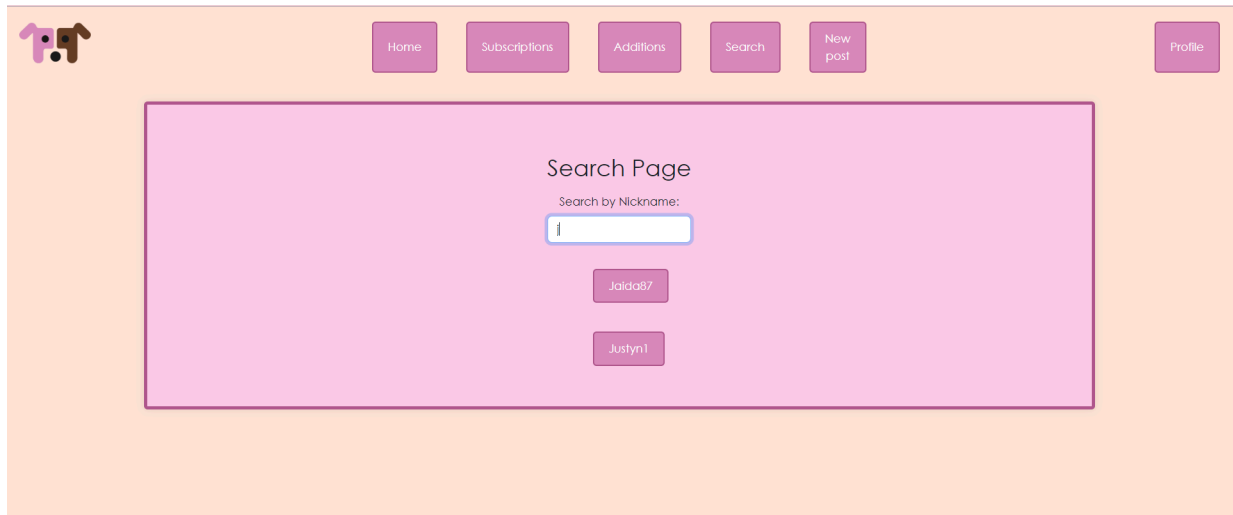 Home
Subscriptions
Additions
Search
New
post
Profile
Search Page
Search by Nickname:
j
Jaida87
Justyn1